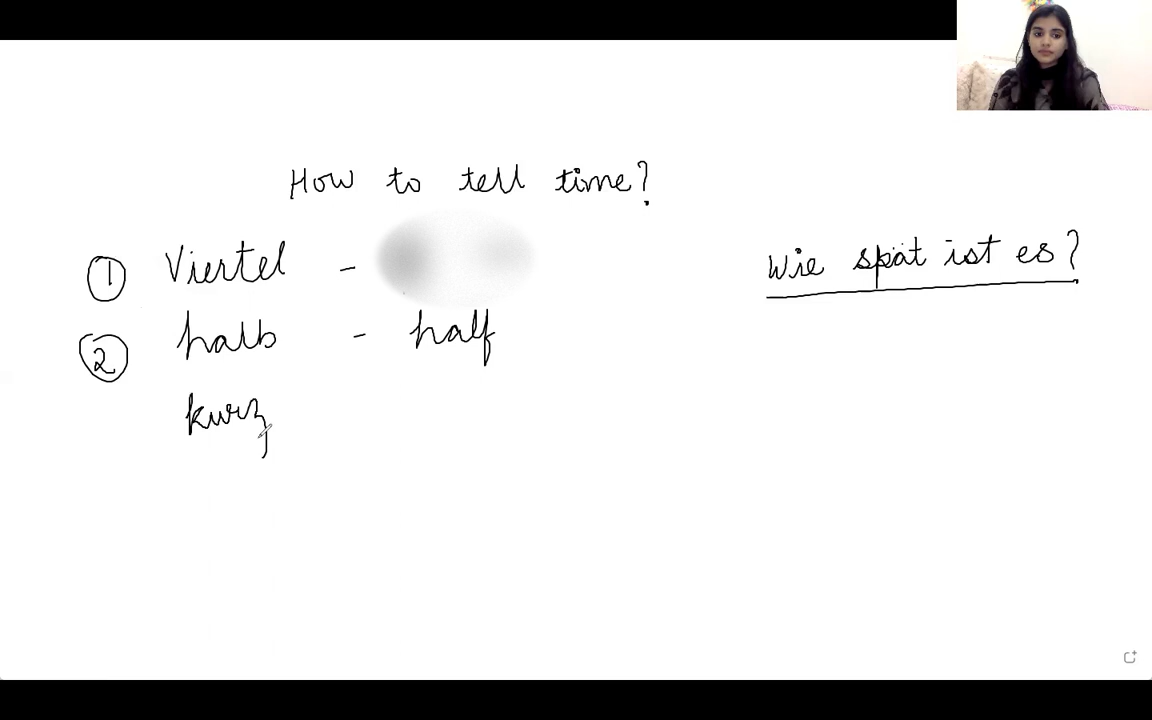 How to tell time?
① Viertel -
Wie spät ist es?
② halb - half
kurz